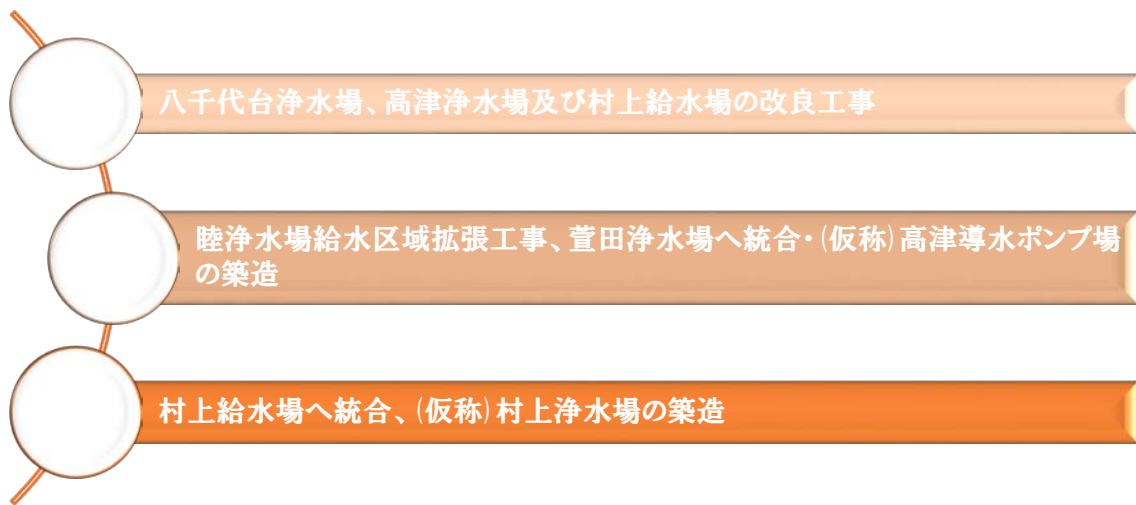 八千代台浄水場、高津浄水場及び村上給水場の改良工事
睦浄水場給水区域拡張工事、萱田浄水場へ統合・(仮称)高津導水ポンプ場
の築造
村上給水場へ統合、(仮称)村上浄水場の築造